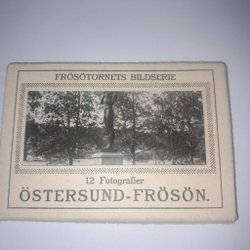 FRÖSÖTORNETS BILDSERIE
12 Fotografier
ÖSTERSUND-FRÖSÖN.